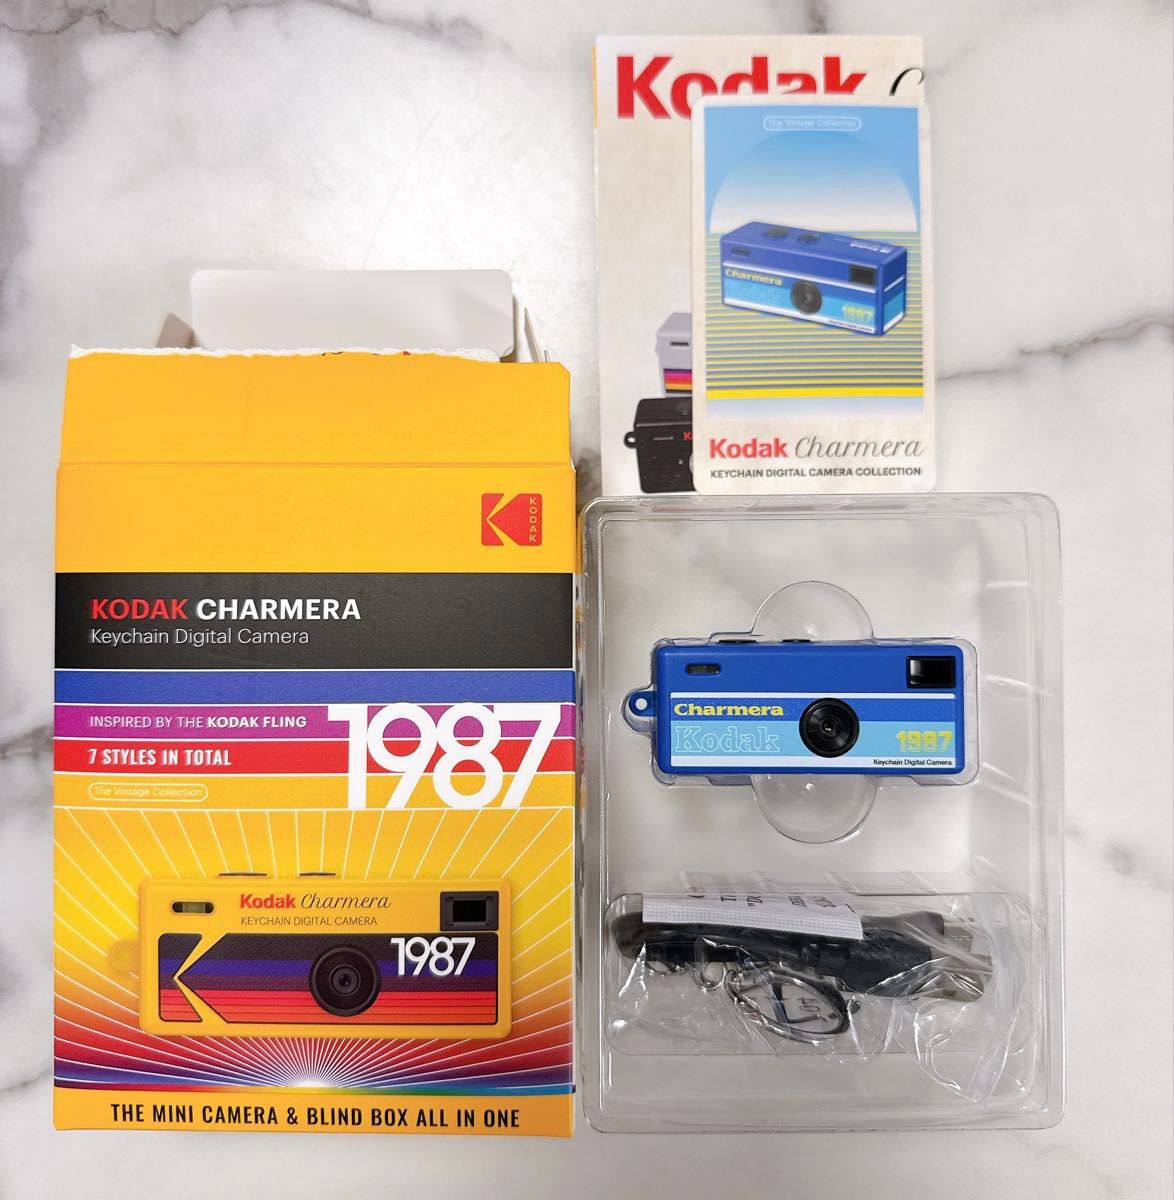 Kodak C
The Vintage Collection
Charmera
Kodak
1987
Kodak Charmera
KEYCHAIN DIGITAL CAMERA COLLECTION
KODAK
KODAK CHARMERA
Keychain Digital Camera
INSPIRED BY THE KODAK FLING
7 STYLES IN TOTAL
1987
The Vintage Collection
Kodak Charmera
KEYCHAIN DIGITAL CAMERA
1987
THE MINI CAMERA & BLIND BOX ALL IN ONE
Charmera
Kodak
1987
Keychain Digital Camera